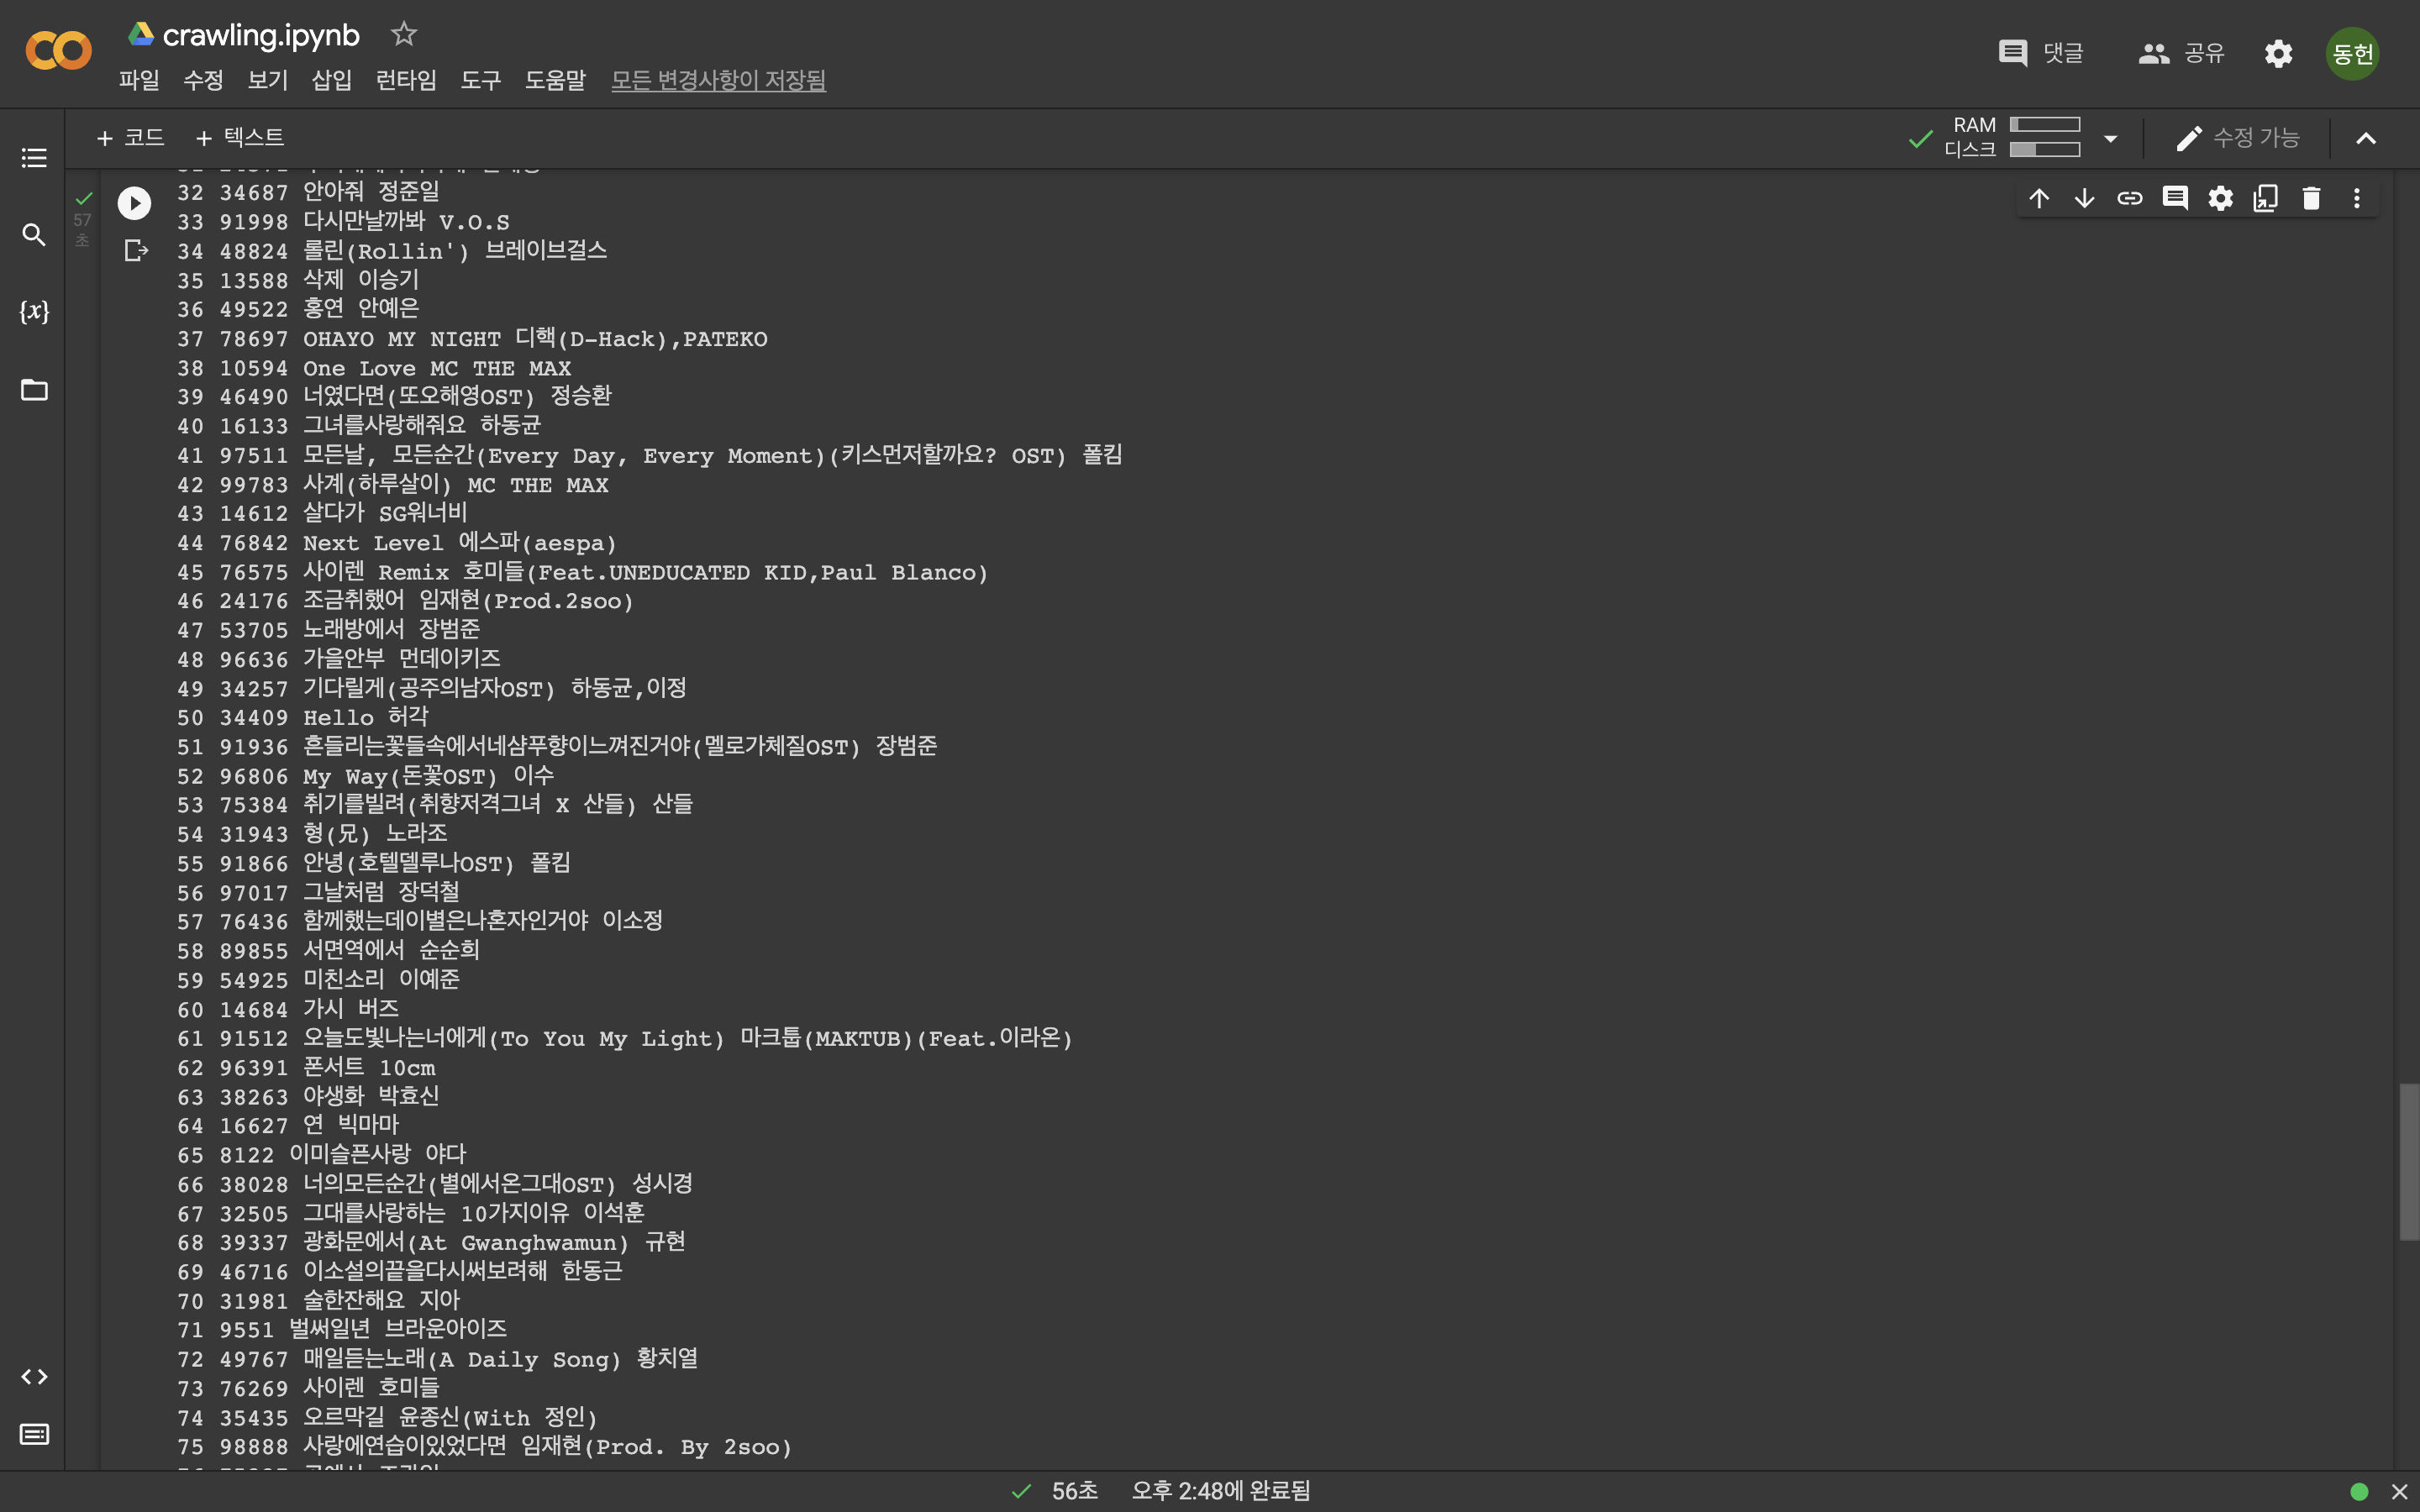 crawling.ipynb
파일 수정 보기 삽입 런타임 도구 도움말 모든 변경사항이 저장됨
댓글 공유 동헌
+ 코드 + 텍스트
RAM
디스크
수정 가능
57
초
32 34687 안아줘 정준일
33 91998 다시만날까봐 V.O.S
34 48824 롤린(Rollin') 브레이브걸스
35 13588 삭제 이승기
36 49522 홍연 안예은
37 78697 OHAYO MY NIGHT 디핵(D-Hack),PATEKO
38 10594 One Love MC THE MAX
39 46490 너였다면(또오해영OST) 정승환
40 16133 그녀를사랑해줘요 하동균
41 97511 모든날, 모든순간(Every Day, Every Moment)(키스먼저할까요? OST) 폴킴
42 99783 사계(하루살이) MC THE MAX
43 14612 살다가 SG워너비
44 76842 Next Level 에스파(aespa)
45 76575 사이렌 Remix 호미들(Feat.UNEDUCATED KID,Paul Blanco)
46 24176 조금취했어 임재현(Prod.2soo)
47 53705 노래방에서 장범준
48 96636 가을안부 먼데이키즈
49 34257 기다릴게(공주의남자OST) 하동균,이정
50 34409 Hello 허각
51 91936 흔들리는꽃들속에서네샴푸향이느껴진거야(멜로가체질OST) 장범준
52 96806 My Way(돈꽃OST) 이수
53 75384 취기를빌려(취향저격그녀 X 산들) 산들
54 31943 형(兄) 노라조
55 91866 안녕(호텔델루나OST) 폴킴
56 97017 그날처럼 장덕철
57 76436 함께했는데이별은나혼자인거야 이소정
58 89855 서면역에서 순순희
59 54925 미친소리 이예준
60 14684 가시 버즈
61 91512 오늘도빛나는너에게(To You My Light) 마크툽(MAKTUB)(Feat.이라온)
62 96391 폰서트 10cm
63 38263 야생화 박효신
64 16627 연 빅마마
65 8122 이미슬픈사랑 야다
66 38028 너의모든순간(별에서온그대OST) 성시경
67 32505 그대를사랑하는 10가지이유 이석훈
68 39337 광화문에서(At Gwanghwamun) 규현
69 46716 이소설의끝을다시써보려해 한동근
70 31981 술한잔해요 지아
71 9551 벌써일년 브라운아이즈
72 49767 매일듣는노래(A Daily Song) 황치열
73 76269 사이렌 호미들
74 35435 오르막길 윤종신(With 정인)
75 98888 사랑에연습이있었다면 임재현(Prod. By 2soo)
56초 오후 2:48에 완료됨